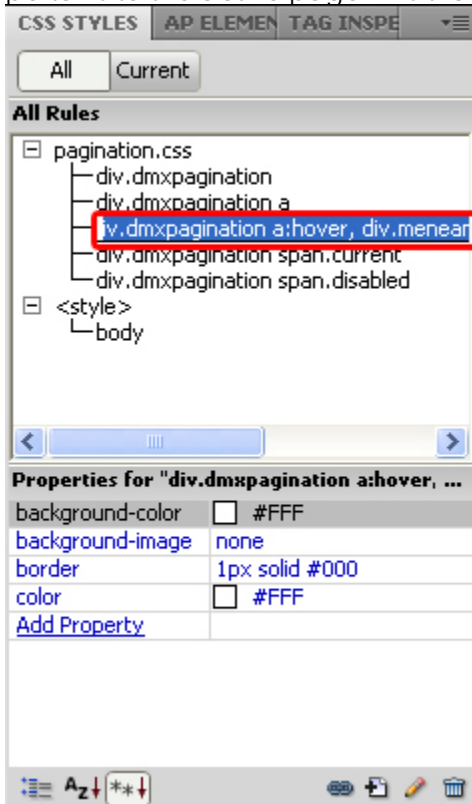 CSS STYLES AP ELEMEN TAG INSPE
All Current
All Rules
pagination.css
div.dmxpagination
div.dmxpagination a
iv.dmxpagination a:hover, div.menear
div.dmxpagination span.current
div.dmxpagination span.disabled
<style>
body
Properties for "div.dmxpagination a:hover, ...
background-color #FFF
background-image none
border 1px solid #000
color #FFF
Add Property
Az **